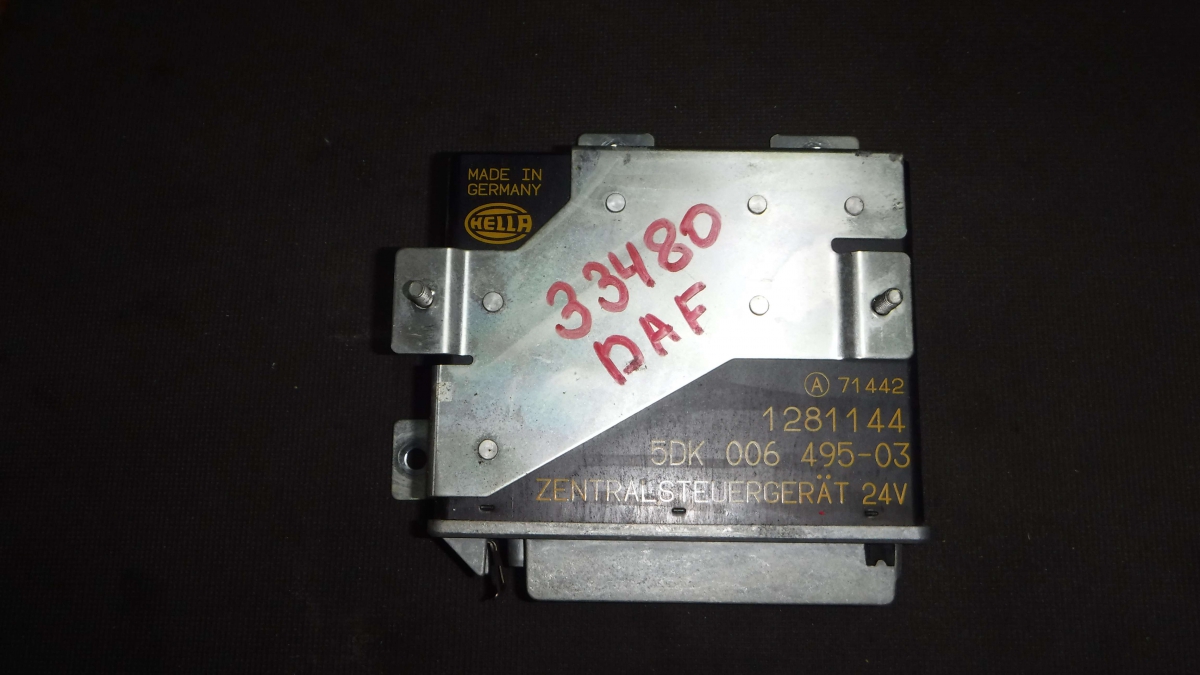 MADE IN
GERMANY
HELLA
33480
DAF
A 71442
1281144
5DK 006 495-03
ZENTRALSTEUERGERÄT 24V